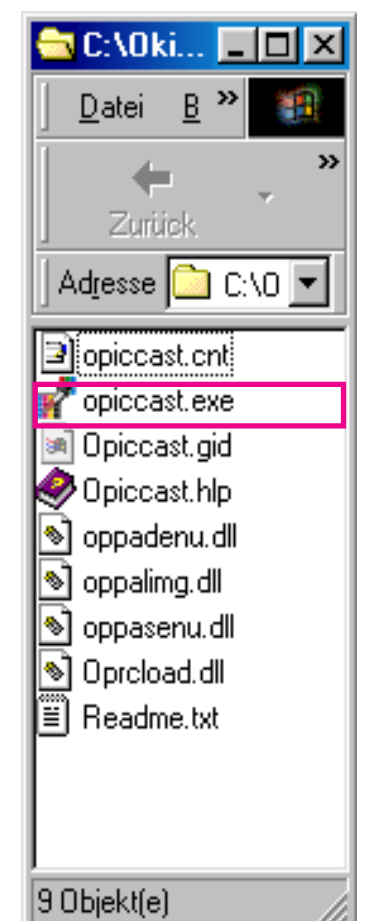 C:\Oki...
Datei B »
»
Zurück
Adresse C:\O
opiccast.cnt
opiccast.exe
Opiccast.gid
Opiccast.hlp
oppadenu.dll
oppalimg.dll
oppasenu.dll
Oprcload.dll
Readme.txt
9 Objekt(e)